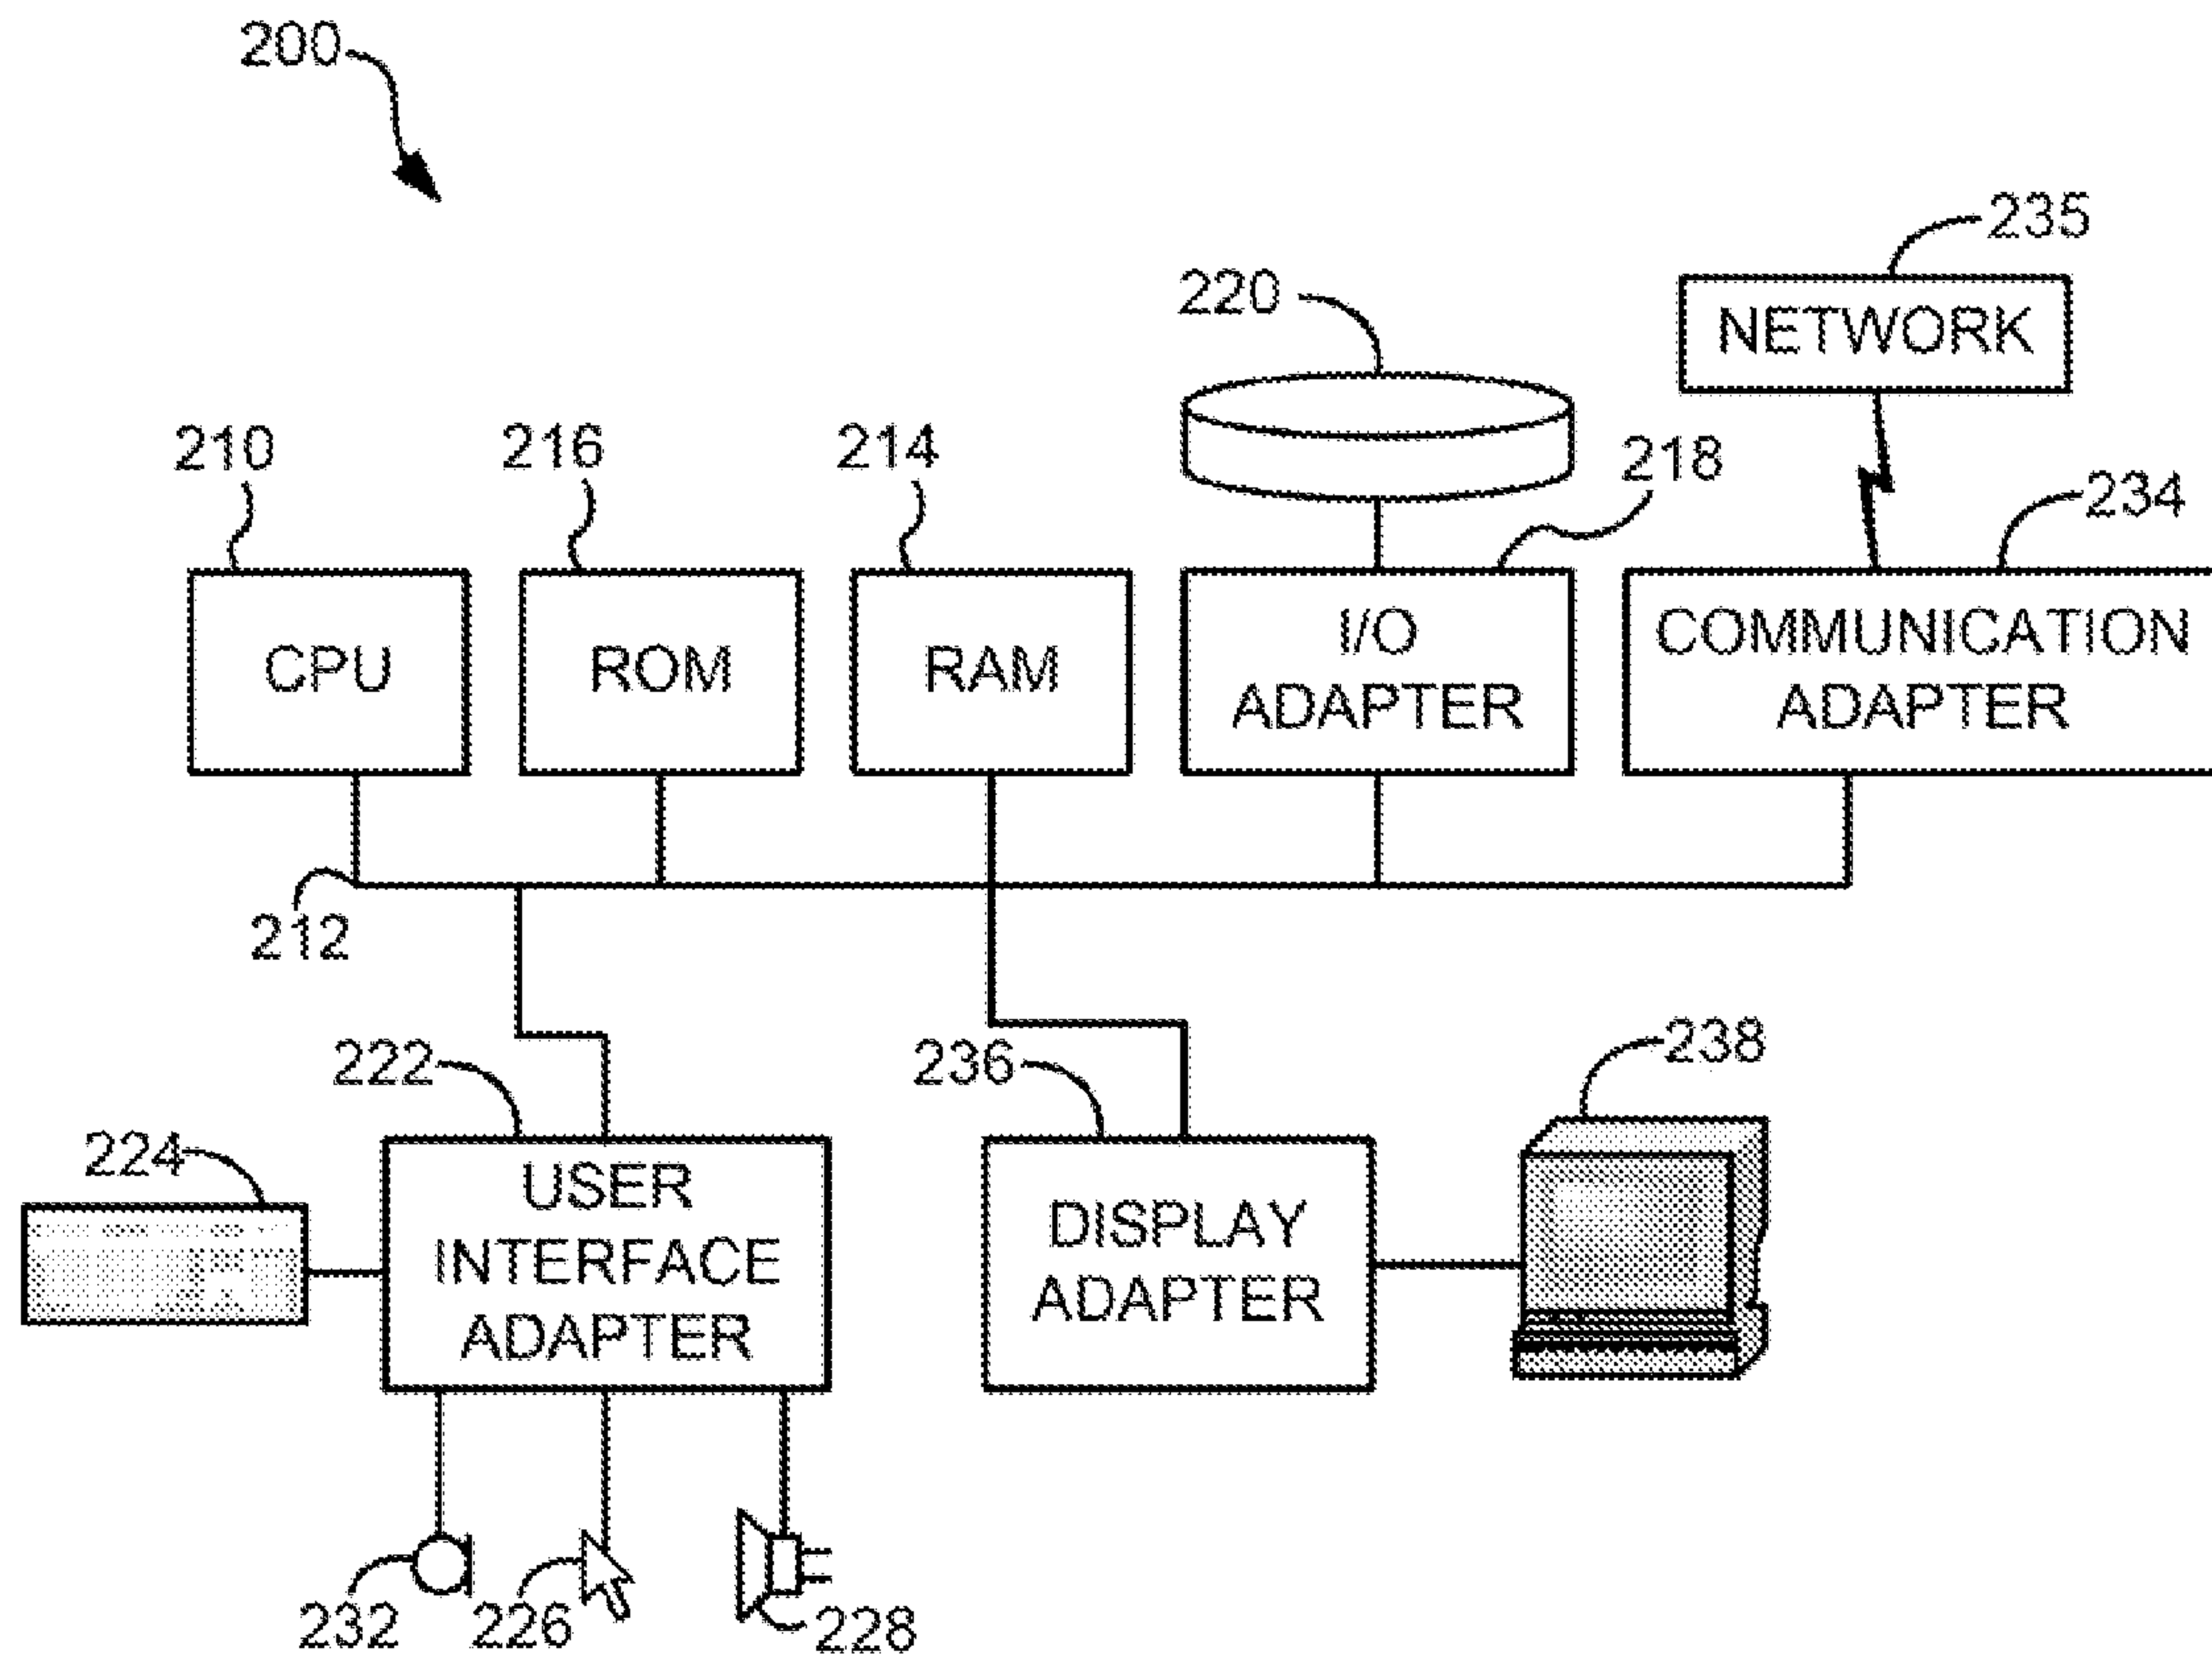 200
235
220
NETWORK
210
216
214
218
234
CPU
ROM
RAM
I/O
ADAPTER
COMMUNICATION
ADAPTER
212
222
236
238
224
USER
INTERFACE
ADAPTER
DISPLAY
ADAPTER
232
226
228